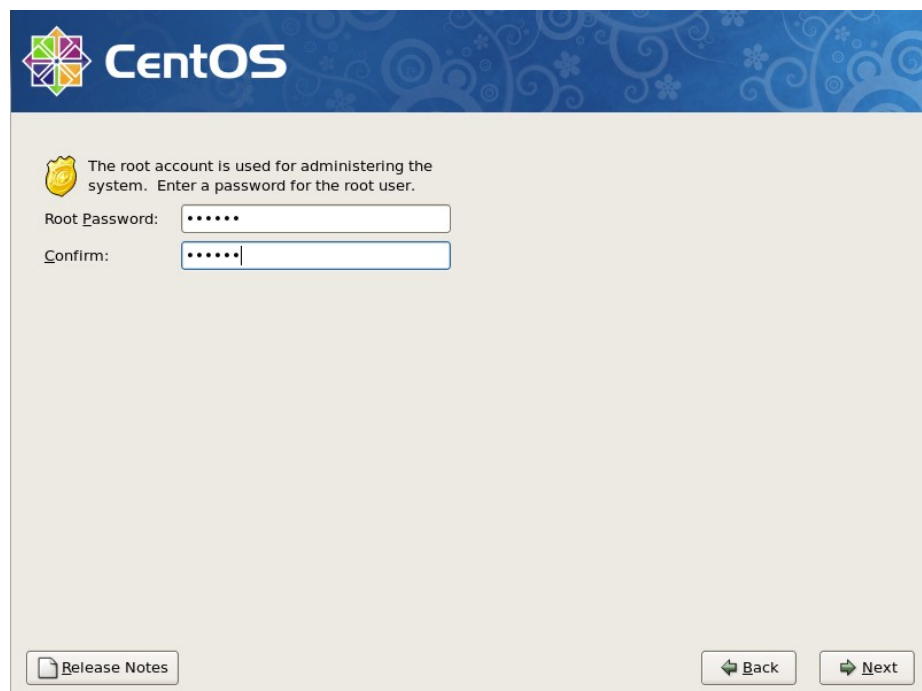 CentOS
The root account is used for administering the
system. Enter a password for the root user.
Root Password: ••••••
Confirm: ••••••
Release Notes
Back
Next